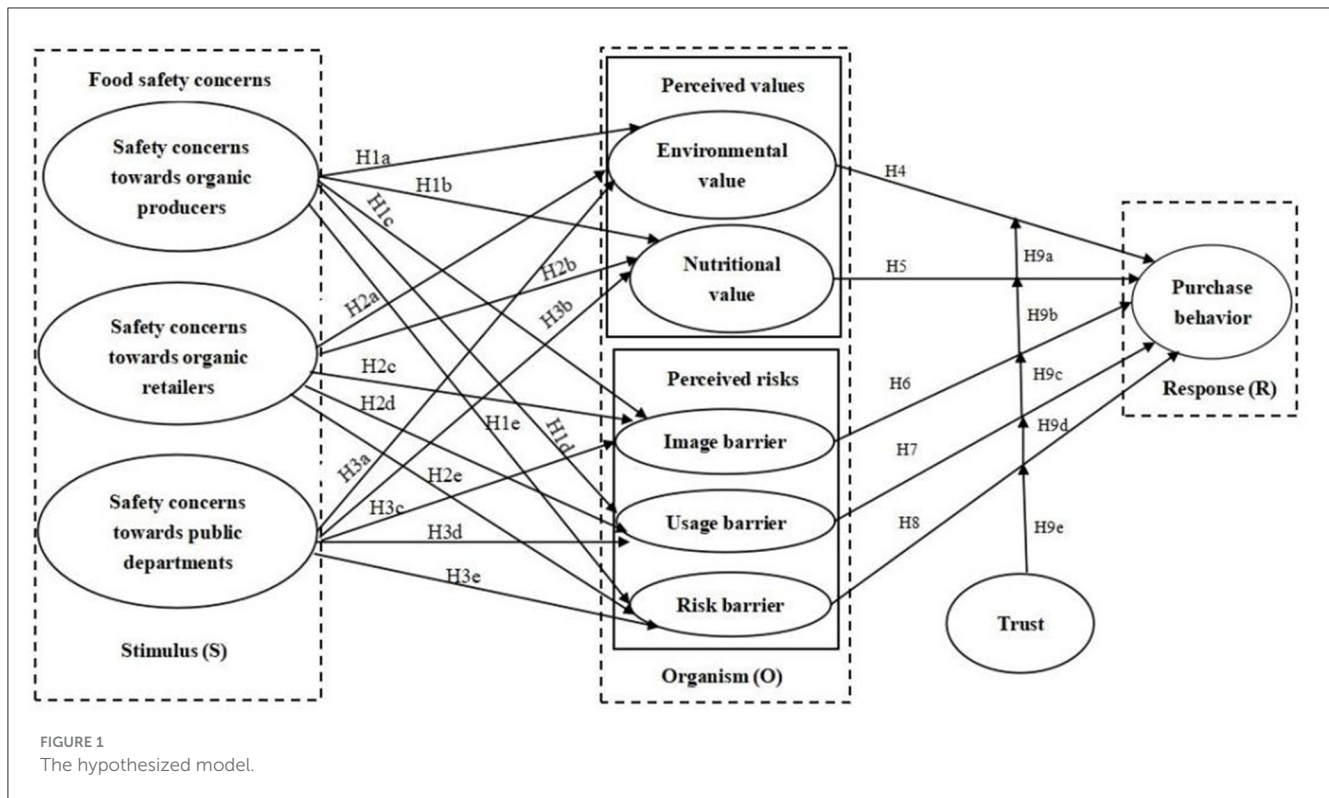 Food safety concerns
Safety concerns
towards organic
producers
Safety concerns
towards organic
retailers
Safety concerns
towards public
departments
Stimulus (S)
H1a
H1b
H1c
H2a
H2b
H3b
H2c
H2d
H1e
H1d
H3a
H2e
H3c
H3d
H3e
Perceived values
Environmental
value
Nutritional
value
Perceived risks
Image barrier
Usage barrier
Risk barrier
Organism (O)
H4
H5
H6
H7
H8
H9a
H9b
H9c
H9d
H9e
Trust
Purchase
behavior
Response (R)
FIGURE 1
The hypothesized model.